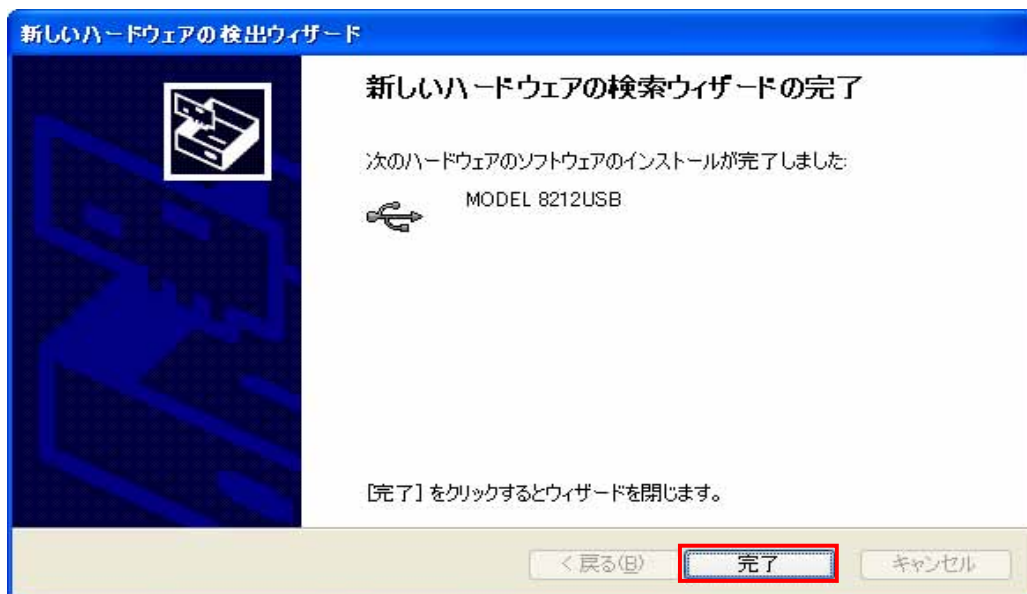 新しいハードウェアの検出ウィザード
新しいハードウェアの検索ウィザードの完了
次のハードウェアのソフトウェアのインストールが完了しました:
MODEL 8212USB
[完了] をクリックするとウィザードを閉じます。
< 戻る(B)
完了
キャンセル